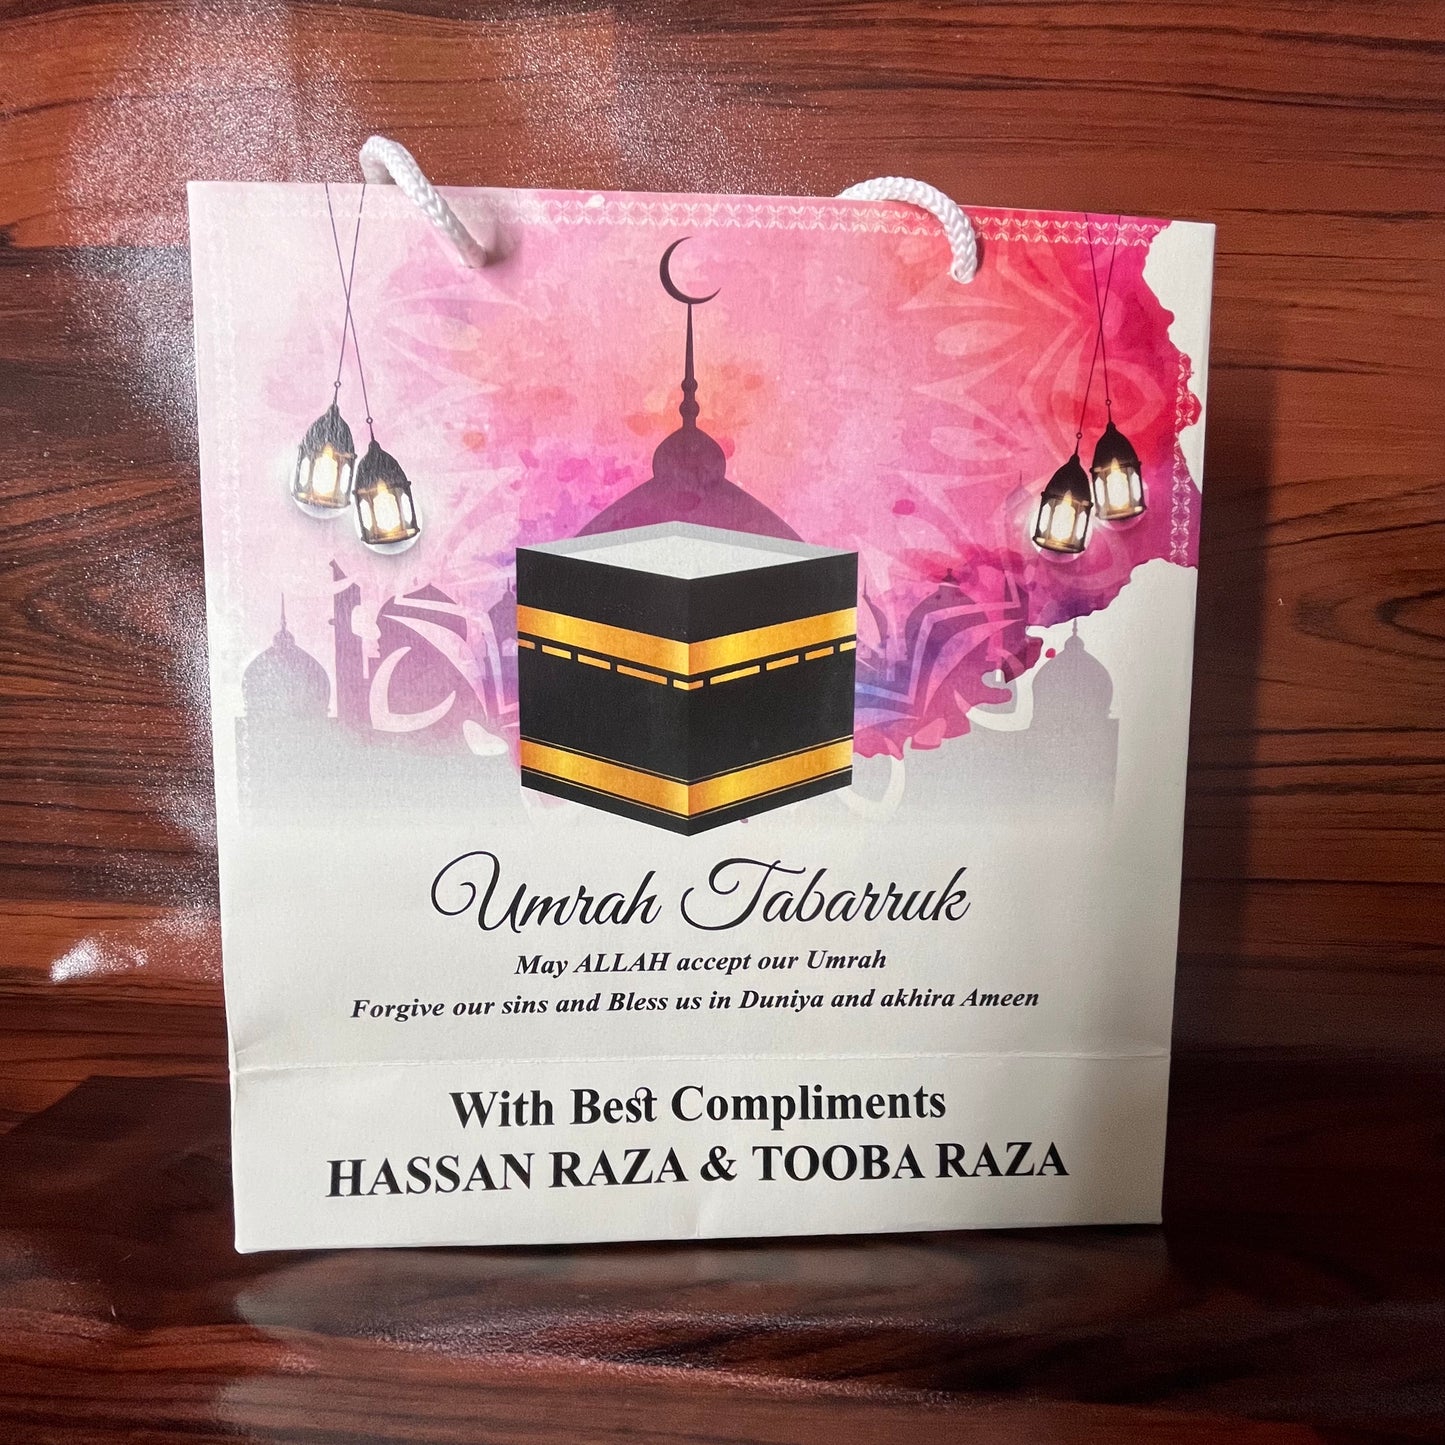 Umrah Tabarruk
May ALLAH accept our Umrah
Forgive our sins and Bless us in Duniya and akhira Ameen
With Best Compliments
HASSAN RAZA & TOOBA RAZA